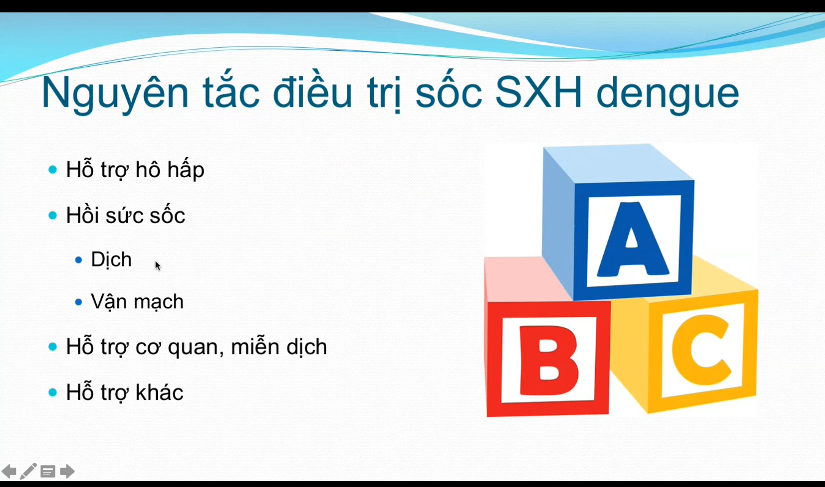 Nguyên tắc điều trị sốc SXH dengue
Hỗ trợ hô hấp
Hồi sức sốc
Dịch
Vận mạch
Hỗ trợ cơ quan, miễn dịch
Hỗ trợ khác
A
B
C